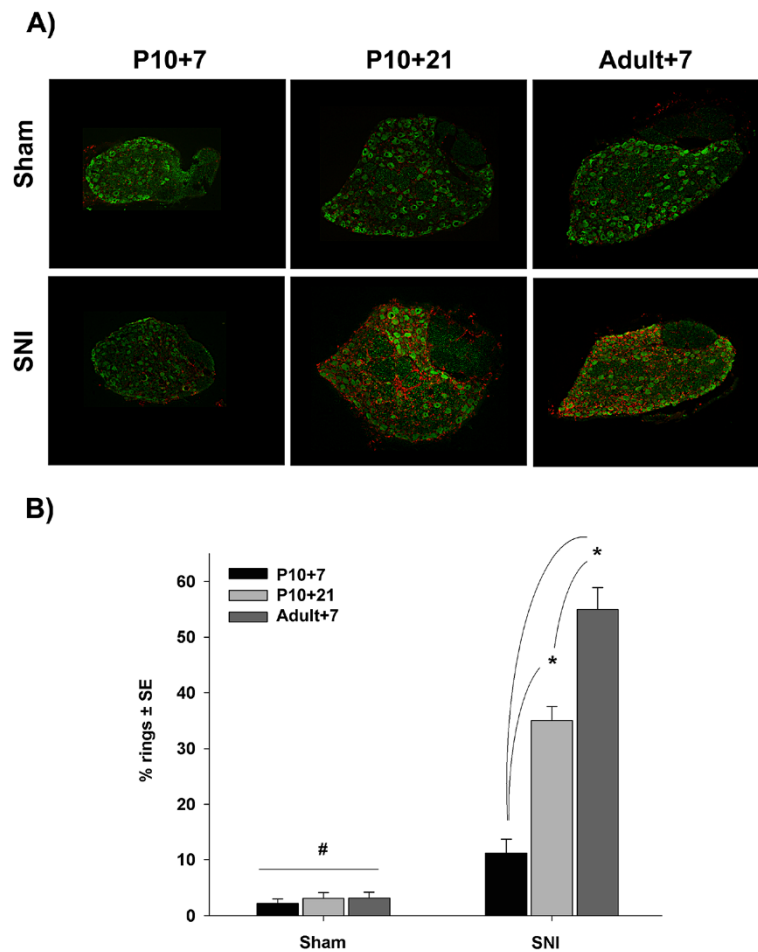 A)
P10+7 P10+21 Adult+7
Sham
SNI
B)
% rings ± SE
60
50
40
30
20
10
0
P10+7
P10+21
Adult+7
#
*
*
Sham SNI